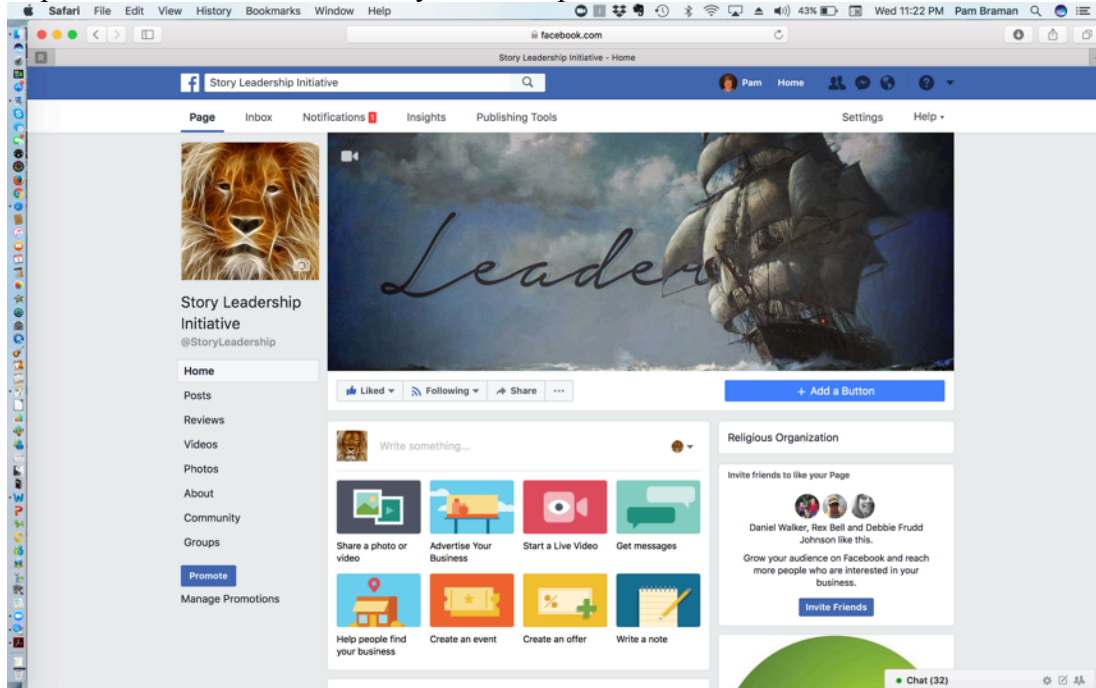 Safari File Edit View History Bookmarks Window Help 43% Wed 11:22 PM Pam Braman
facebook.com
R Story Leadership Initiative - Home
f Story Leadership Initiative Pam Home
Page Inbox Notifications 1 Insights Publishing Tools Settings Help
Leader
Story Leadership
Initiative
@StoryLeadership
Home
Posts
Reviews
Videos
Photos
About
Community
Groups
Promote
Manage Promotions
Liked Following Share ...
+ Add a Button
Write something...
Share a photo or
video
Advertise Your
Business
Start a Live Video
Get messages
Help people find
your business
Create an event
Create an offer
Write a note
Religious Organization
Invite friends to like your Page
Daniel Walker, Rex Bell and Debbie Frudd
Johnson like this.
Grow your audience on Facebook and reach
more people who are interested in your
business.
Invite Friends
Chat (32)